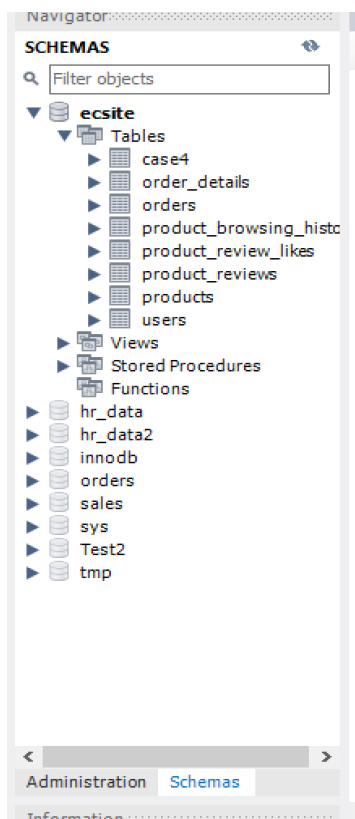 Navigator
SCHEMAS
Filter objects
ecsite
Tables
case4
order_details
orders
product_browsing_histo
product_review_likes
product_reviews
products
users
Views
Stored Procedures
Functions
hr_data
hr_data2
innodb
orders
sales
sys
Test2
tmp
Administration Schemas
Information